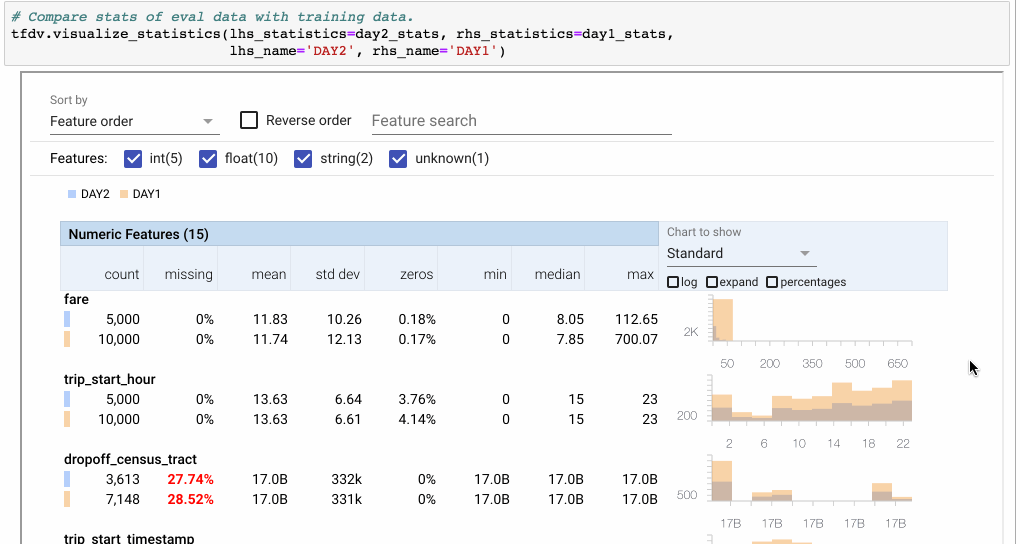 # Compare stats of eval data with training data.
tfdv.visualize_statistics(lhs_statistics=day2_stats, rhs_statistics=day1_stats,
lhs_name='DAY2', rhs_name='DAY1')
Sort by
Feature order Reverse order Feature search
Features: int(5) float(10) string(2) unknown(1)
DAY2 DAY1
Numeric Features (15) Chart to show
Standard
count missing mean std dev zeros min median max
log expand percentages
fare
5,000 0% 11.83 10.26 0.18% 0 8.05 112.65
10,000 0% 11.74 12.13 0.17% 0 7.85 700.07
2K
50 200 350 500 650
trip_start_hour
5,000 0% 13.63 6.64 3.76% 0 15 23
10,000 0% 13.63 6.61 4.14% 0 15 23
200
2 6 10 14 18 22
dropoff_census_tract
3,613 27.74% 17.0B 332k 0% 17.0B 17.0B 17.0B
7,148 28.52% 17.0B 331k 0% 17.0B 17.0B 17.0B
500
17B 17B 17B 17B 17B
trip_start_timestamp